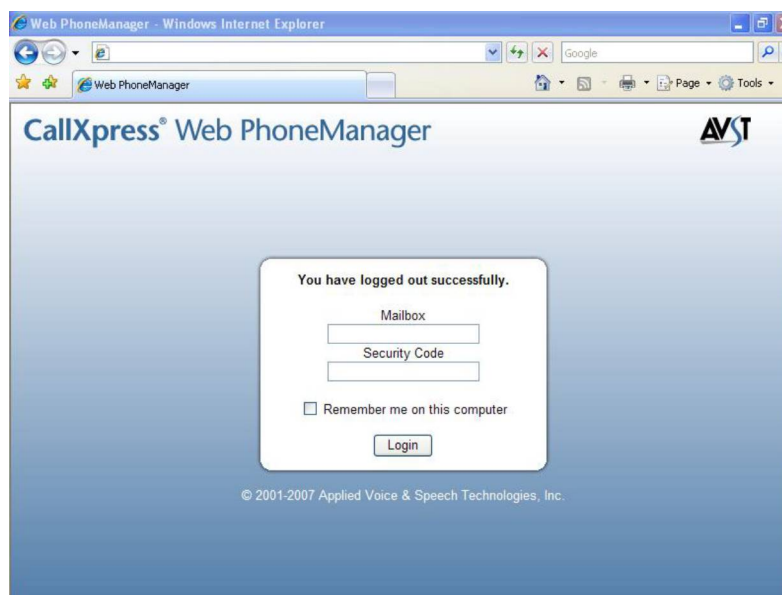 Web PhoneManager - Windows Internet Explorer
Google
Web PhoneManager
Page
Tools
CallXpress® Web PhoneManager
AVST
You have logged out successfully.
Mailbox
Security Code
Remember me on this computer
Login
© 2001-2007 Applied Voice & Speech Technologies, Inc.